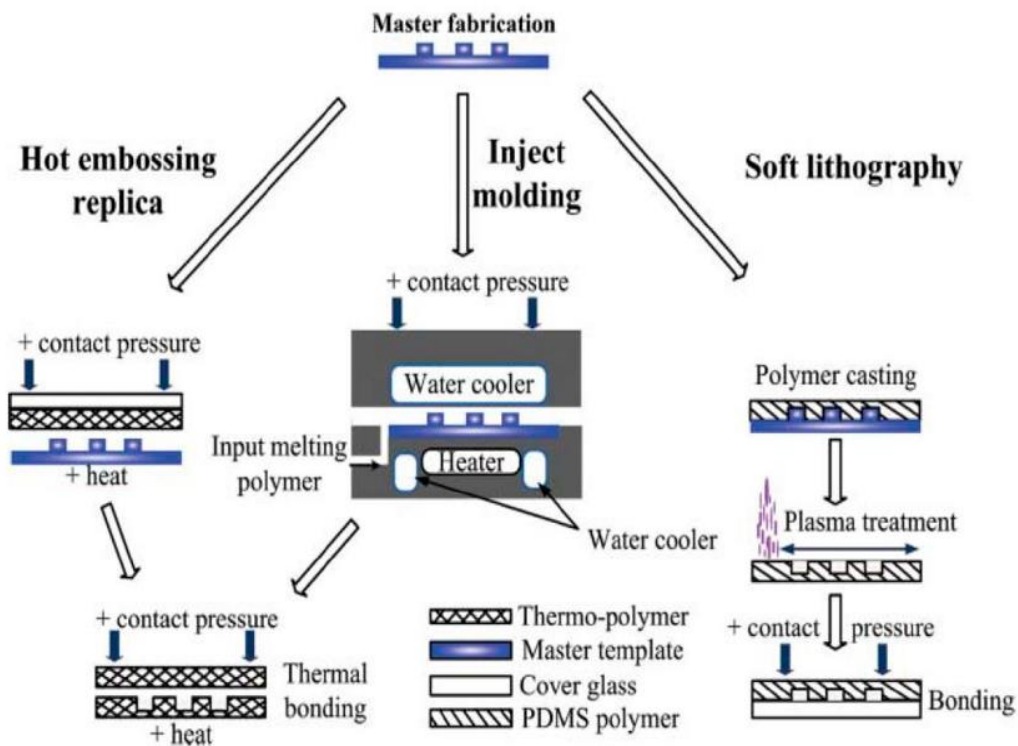 Master fabrication
Hot embossing
replica
Inject
molding
Soft lithography
+ contact pressure
+ contact pressure
Water cooler
Polymer casting
Input melting
polymer
Heater
+ heat
Water cooler
Plasma treatment
+ contact pressure
Thermal
bonding
+ heat
Thermo-polymer
Master template
Cover glass
PDMS polymer
+ contact pressure
Bonding